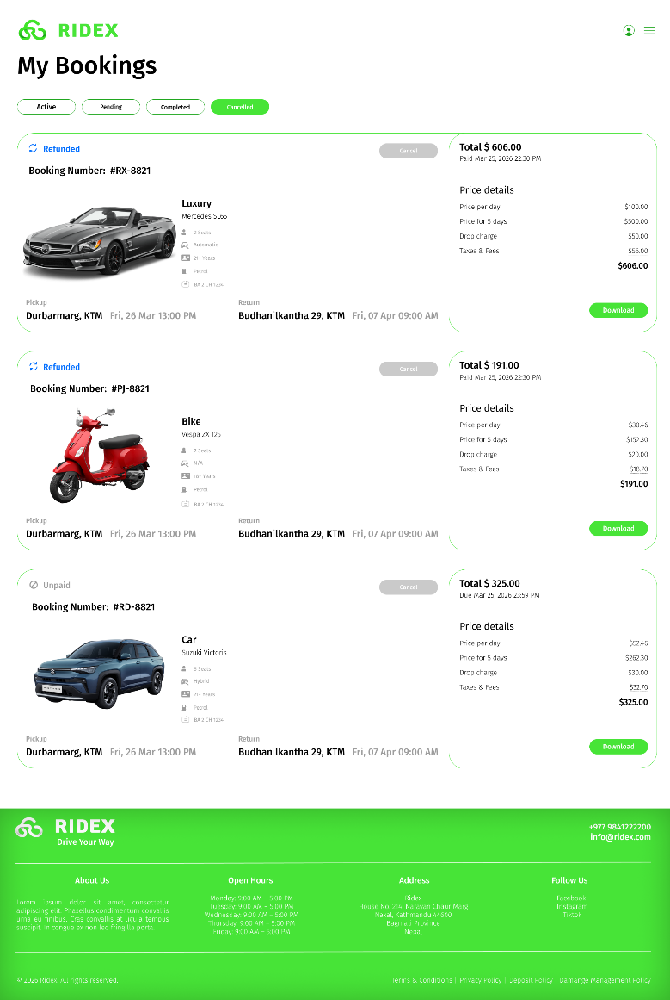 RIDEX
My Bookings
Active
Pending
Completed
Cancelled
Refunded
Cancel
Booking Number: #RX-8821
Luxury
Mercedes SL65
2 Seats
Automatic
21+ Years
Petrol
BA 2 CH 1234
Pickup
Durbarmarg, KTM Fri, 26 Mar 13:00 PM
Return
Budhanilkantha 29, KTM Fri, 07 Apr 09:00 AM
Total $ 606.00
Paid Mar 25, 2026 22:30 PM
Price details
Price per day $100.00
Price for 5 days $500.00
Drop charge $50.00
Taxes & Fees $56.00
$606.00
Download
Refunded
Cancel
Booking Number: #PJ-8821
Bike
Vespa ZX 125
2 Seats
N/A
18+ Years
Petrol
BA 2 CH 1234
Pickup
Durbarmarg, KTM Fri, 26 Mar 13:00 PM
Return
Budhanilkantha 29, KTM Fri, 07 Apr 09:00 AM
Total $ 191.00
Paid Mar 25, 2026 22:30 PM
Price details
Price per day $30.46
Price for 5 days $152.30
Drop charge $20.00
Taxes & Fees $18.70
$191.00
Download
Unpaid
Cancel
Booking Number: #RD-8821
Car
Suzuki Victoris
5 Seats
Hybrid
21+ Years
Petrol
BA 2 CH 1234
Pickup
Durbarmarg, KTM Fri, 26 Mar 13:00 PM
Return
Budhanilkantha 29, KTM Fri, 07 Apr 09:00 AM
Total $ 325.00
Due Mar 25, 2026 23:59 PM
Price details
Price per day $52.46
Price for 5 days $262.30
Drop charge $30.00
Taxes & Fees $32.70
$325.00
Download
RIDEX
Drive Your Way
+977 9841222200
info@ridex.com
About Us
Lorem ipsum dolor sit amet, consectetur
adipiscing elit. Phasellus condimentum convallis
urna eu finibus. Cras convallis at ligula tempus
suscipit. In congue ex non leo fringilla porta.
Open Hours
Monday: 9:00 AM – 5:00 PM
Tuesday: 9:00 AM – 5:00 PM
Wednesday: 9:00 AM – 5:00 PM
Thursday: 9:00 AM – 5:00 PM
Friday: 9:00 AM – 5:00 PM
Address
Ridex
House No. 214, Narayan Chaur Marg
Naxal, Kathmandu 44600
Bagmati Province
Nepal
Follow Us
Facebook
Instagram
Tiktok
© 2026 Ridex. All rights reserved.
Terms & Conditions | Privacy Policy | Deposit Policy | Damange Management Policy